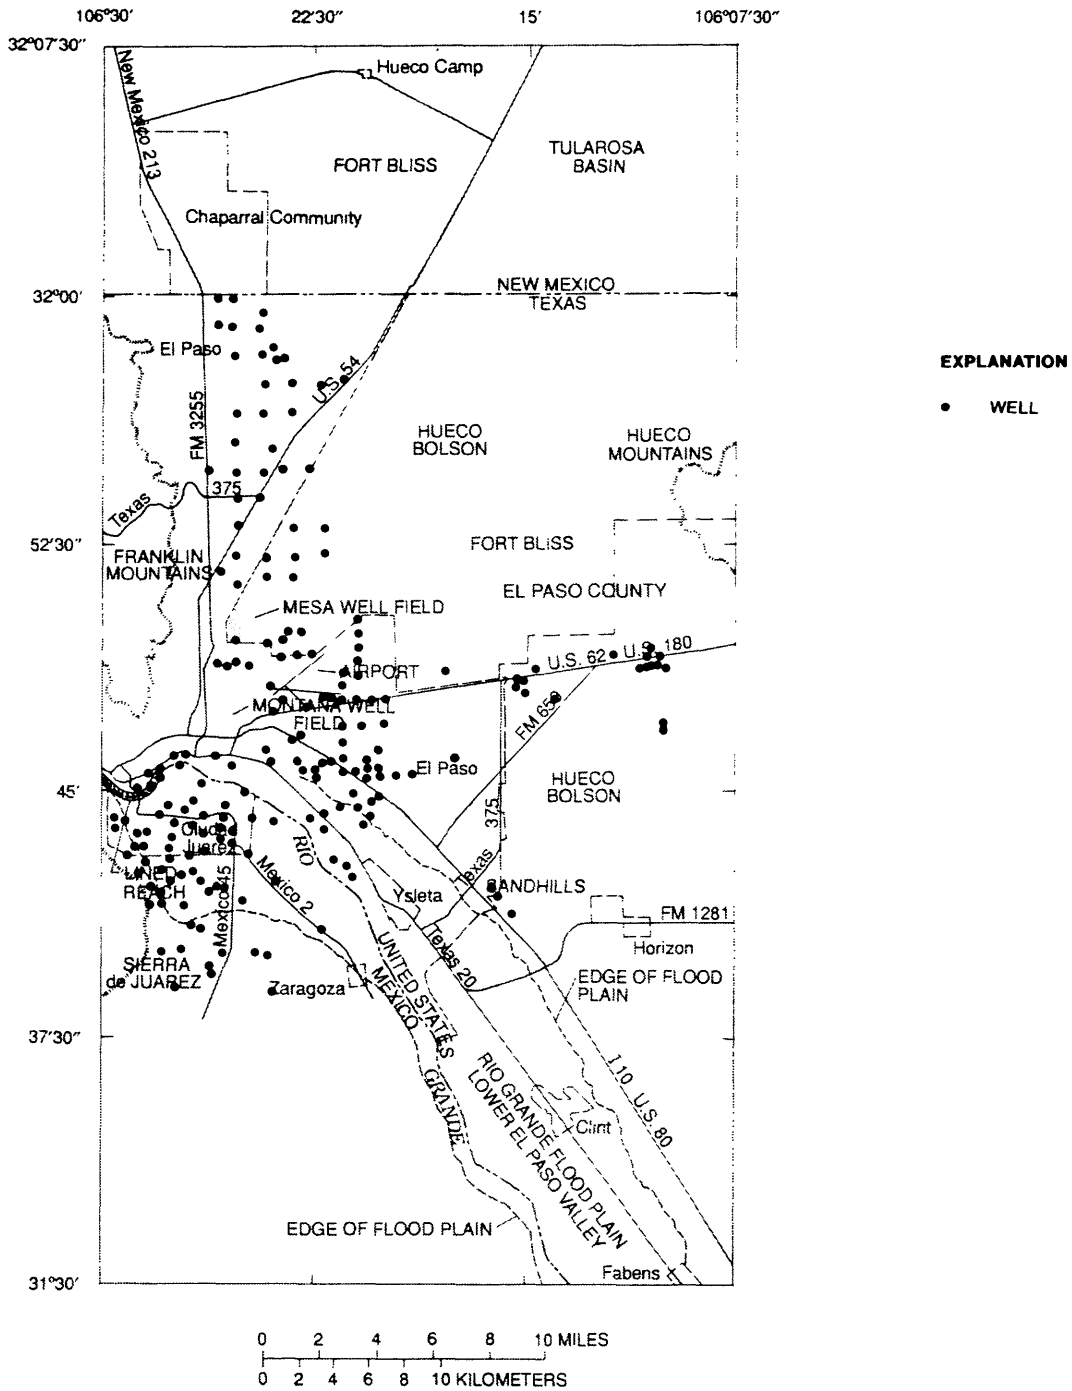 106°30′
22′30″
15′
106°07′30″
32°07′30″
New Mexico 213
Hueco Camp
TULAROSA
BASIN
FORT BLISS
Chaparral Community
NEW MEXICO
TEXAS
32°00′
El Paso
U.S. 54
FM 3255
HUECO
BOLSON
HUECO
MOUNTAINS
375
Texas
52′30″
FRANKLIN
MOUNTAINS
FORT BLISS
EL PASO COUNTY
MESA WELL FIELD
AIRPORT
U.S. 62
U.S. 180
MONTANA WELL
FIELD
FM 659
El Paso
HUECO
BOLSON
45′
375
Ciudad
Juarez
RIO
LINED
REACH
Mexico 45
Mexico 2
Ysleta
Texas
SANDHILLS
FM 1281
Horizon
Texas 20
UNITED STATES
MEXICO
SIERRA
de JUAREZ
Zaragoza
EDGE OF FLOOD
PLAIN
37′30″
GRANDE
RIO GRANDE FLOOD PLAIN
LOWER EL PASO VALLEY
I 10 U.S. 80
Clint
EDGE OF FLOOD PLAIN
Fabens
31°30′
0 2 4 6 8 10 MILES
0 2 4 6 8 10 KILOMETERS
EXPLANATION
WELL